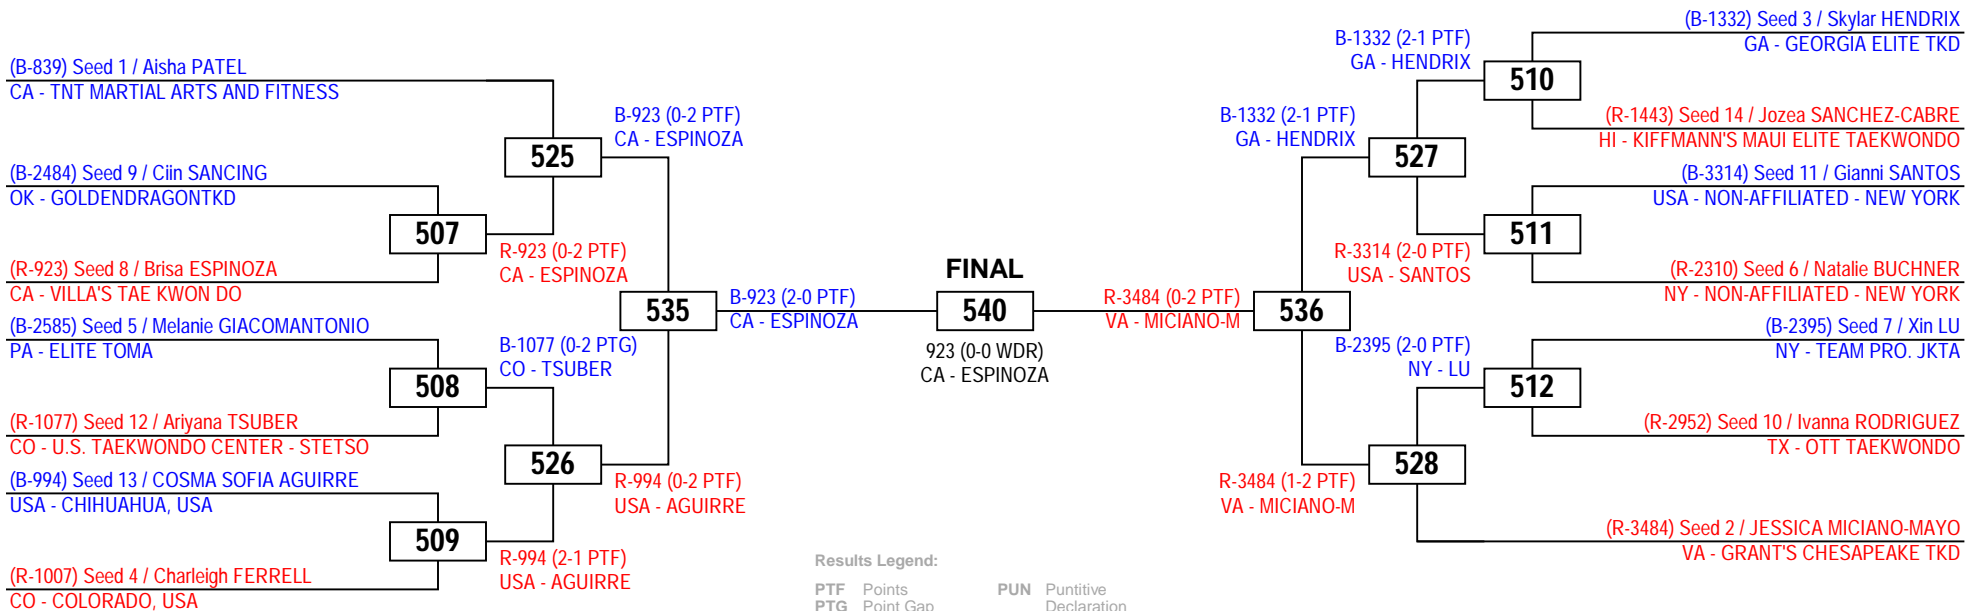 (B-839) Seed 1 / Aisha PATEL
CA - TNT MARTIAL ARTS AND FITNESS
(B-2484) Seed 9 / Ciin SANCING
OK - GOLDENDRAGONTKD
(R-923) Seed 8 / Brisa ESPINOZA
CA - VILLA'S TAE KWON DO
(B-2585) Seed 5 / Melanie GIACOMANTONIO
PA - ELITE TOMA
(R-1077) Seed 12 / Ariyana TSUBER
CO - U.S. TAEKWONDO CENTER - STETSO
(B-994) Seed 13 / COSMA SOFIA AGUIRRE
USA - CHIHUAHUA, USA
(R-1007) Seed 4 / Charleigh FERRELL
CO - COLORADO, USA
507
508
509
R-923 (0-2 PTF)
CA - ESPINOZA
B-1077 (0-2 PTG)
CO - TSUBER
R-994 (2-1 PTF)
USA - AGUIRRE
525
526
B-923 (0-2 PTF)
CA - ESPINOZA
R-994 (0-2 PTF)
USA - AGUIRRE
535
B-923 (2-0 PTF)
CA - ESPINOZA
FINAL
540
923 (0-0 WDR)
CA - ESPINOZA
R-3484 (0-2 PTF)
VA - MICIANO-M
536
B-1332 (2-1 PTF)
GA - HENDRIX
R-3484 (1-2 PTF)
VA - MICIANO-M
527
528
B-1332 (2-1 PTF)
GA - HENDRIX
R-3314 (2-0 PTF)
USA - SANTOS
B-2395 (2-0 PTF)
NY - LU
510
511
512
(B-1332) Seed 3 / Skylar HENDRIX
GA - GEORGIA ELITE TKD
(R-1443) Seed 14 / Jozea SANCHEZ-CABRE
HI - KIFFMANN'S MAUI ELITE TAEKWONDO
(B-3314) Seed 11 / Gianni SANTOS
USA - NON-AFFILIATED - NEW YORK
(R-2310) Seed 6 / Natalie BUCHNER
NY - NON-AFFILIATED - NEW YORK
(B-2395) Seed 7 / Xin LU
NY - TEAM PRO. JKTA
(R-2952) Seed 10 / Ivanna RODRIGUEZ
TX - OTT TAEKWONDO
(R-3484) Seed 2 / JESSICA MICIANO-MAYO
VA - GRANT'S CHESAPEAKE TKD
Results Legend:
PTF Points PUN Puntitive
PTG Point Gap Declaration